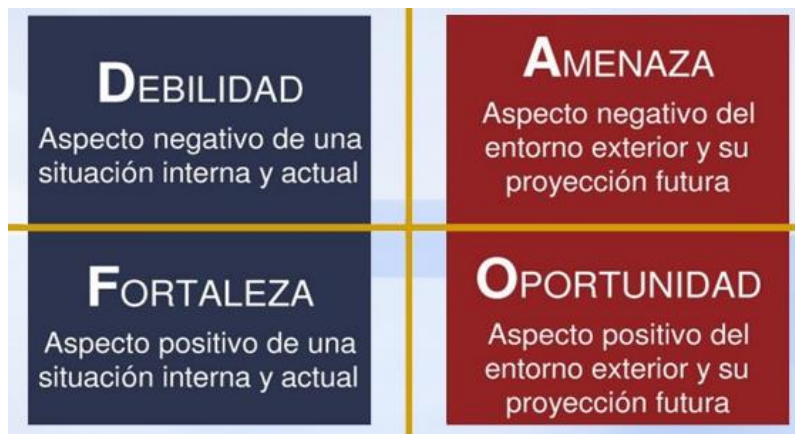 DEBILIDAD
Aspecto negativo de una
situación interna y actual
AMENAZA
Aspecto negativo del
entorno exterior y su
proyección futura
FORTALEZA
Aspecto positivo de una
situación interna y actual
OPORTUNIDAD
Aspecto positivo del
entorno exterior y su
proyección futura